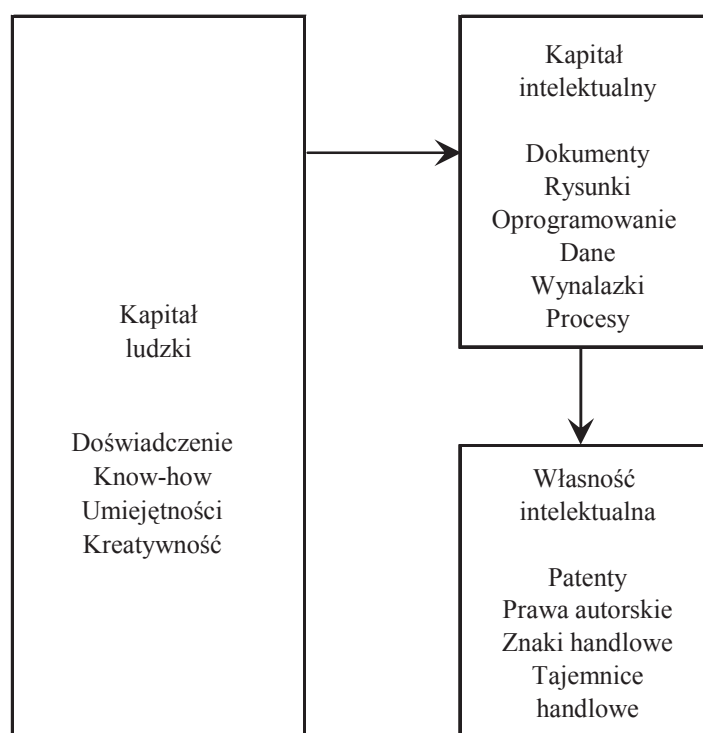 Kapitał
ludzki
Doświadczenie
Know-how
Umiejętności
Kreatywność
Kapitał
intelektualny
Dokumenty
Rysunki
Oprogramowanie
Dane
Wynalazki
Procesy
Własność
intelektualna
Patenty
Prawa autorskie
Znaki handlowe
Tajemnice
handlowe